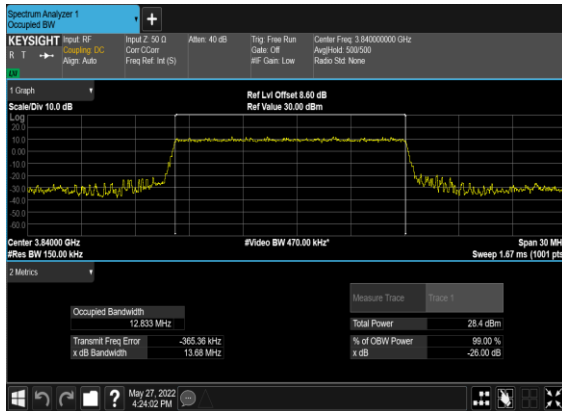 Spectrum Analyzer 1
Occupied BW
+
KEYSIGHT Input: RF Input Z: 50 Ω Atten: 40 dB Trig: Free Run Center Freq: 3.840000000 GHz
R T Coupling: DC Corr CCorr Gate: Off Avg|Hold: 500/500
Align: Auto Freq Ref: Int (S) #IF Gain: Low Radio Std: None
LXI
1 Graph
Ref Lvl Offset 8.60 dB
Scale/Div 10.0 dB Ref Value 30.00 dBm
Log
20.0
10.0
0.00
-10.0
-20.0
-30.0
-40.0
-50.0
-60.0
Center 3.84000 GHz #Video BW 470.00 kHz* Span 30 MH
#Res BW 150.00 kHz Sweep 1.67 ms (1001 pts
2 Metrics
Measure Trace Trace 1
Occupied Bandwidth
12.833 MHz Total Power 28.4 dBm
Transmit Freq Error -365.36 kHz % of OBW Power 99.00 %
x dB Bandwidth 13.68 MHz x dB -26.00 dB
? May 27, 2022
4:24:02 PM